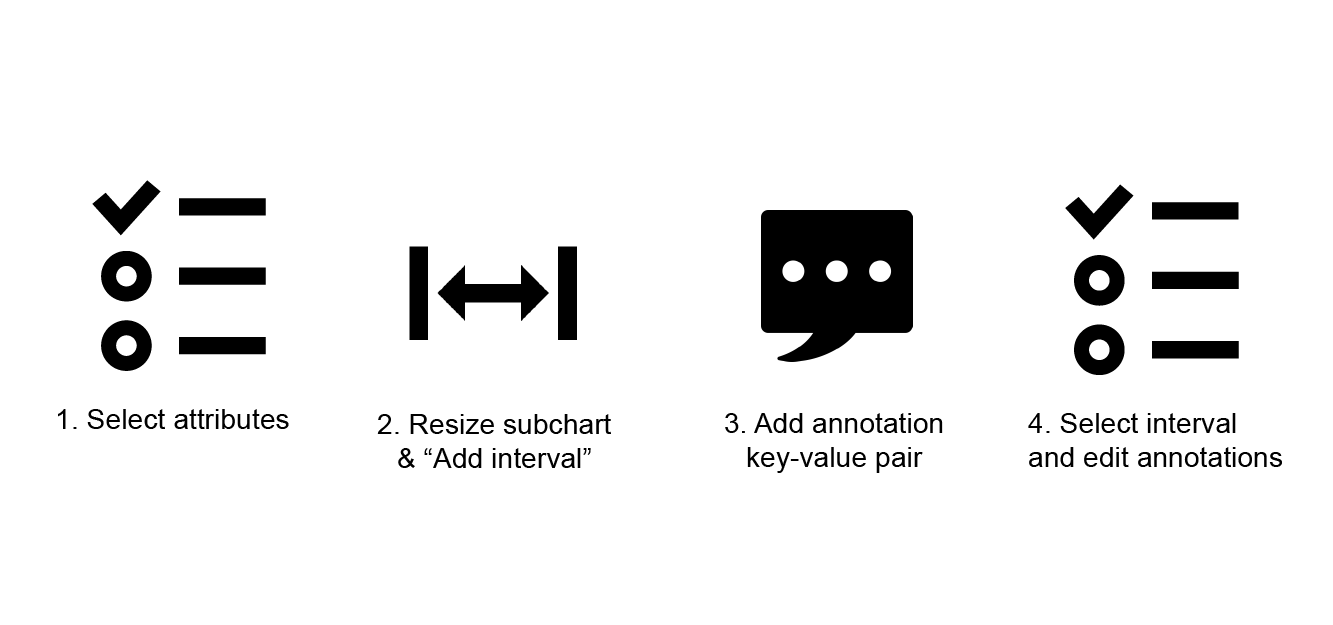 1. Select attributes
2. Resize subchart
& “Add interval”
3. Add annotation
key-value pair
4. Select interval
and edit annotations